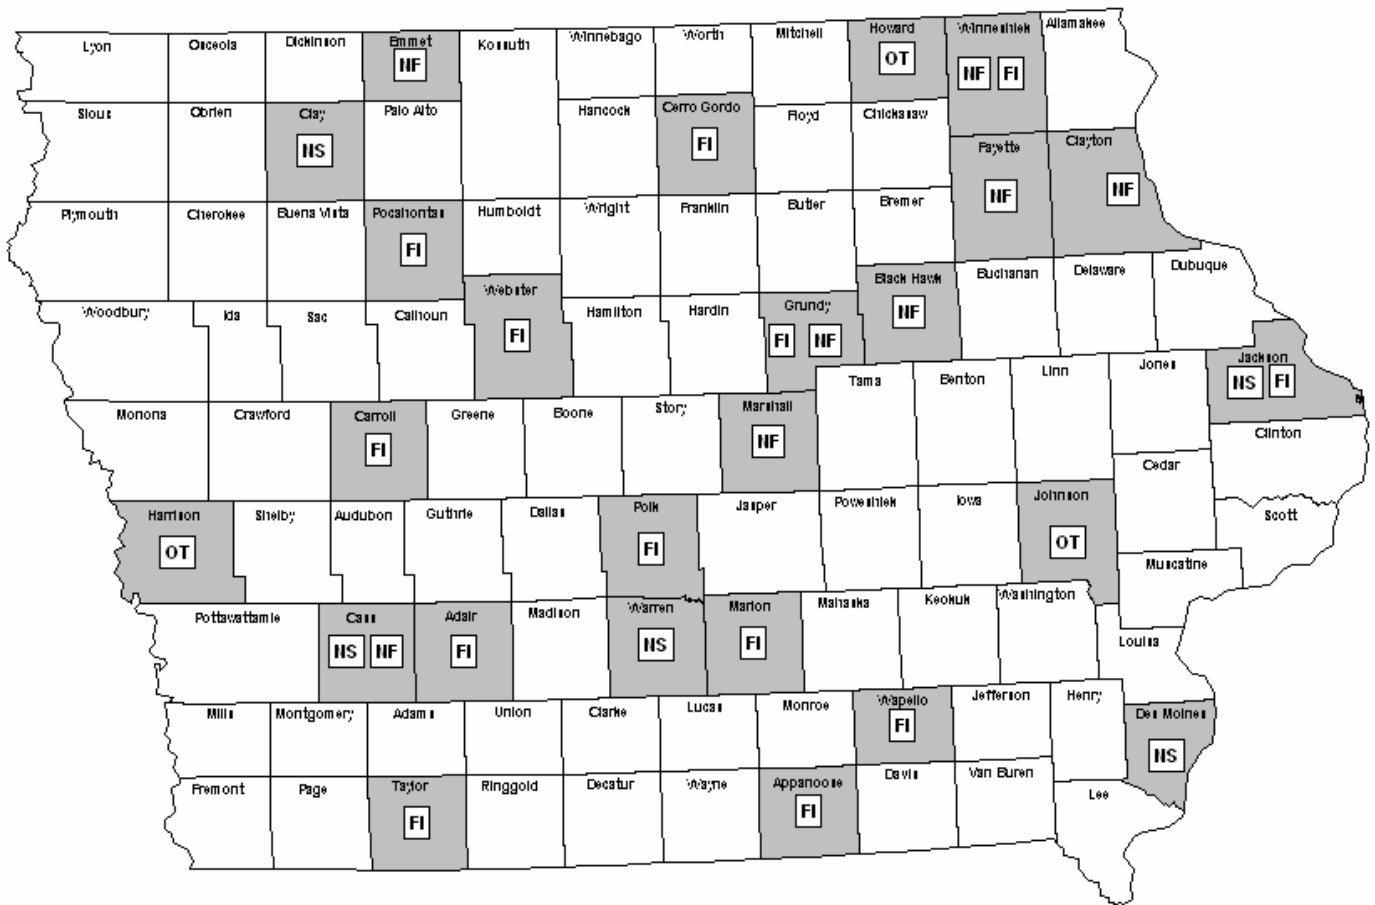 Lyon
Osceola
Dickinson
Emmet
NF
Kossuth
Winnebago
Worth
Mitchell
Howard
OT
Winneshiek
NF FI
Allamakee
Sioux
Obrien
Clay
NS
Palo Alto
Hancock
Cerro Gordo
FI
Floyd
Chickasaw
Fayette
NF
Clayton
NF
Plymouth
Cherokee
Buena Vista
Pocahontas
FI
Humboldt
Wright
Franklin
Butler
Bremer
Woodbury
Ida
Sac
Calhoun
Webster
FI
Hamilton
Hardin
Grundy
FI NF
Black Hawk
NF
Buchanan
Delaware
Dubuque
Monona
Crawford
Carroll
FI
Greene
Boone
Story
Marshall
NF
Tama
Benton
Linn
Jones
Jackson
NS FI
Clinton
Cedar
Harrison
OT
Shelby
Audubon
Guthrie
Dallas
Polk
FI
Jasper
Poweshiek
Iowa
Johnson
OT
Scott
Muscatine
Pottawattamie
Cass
NS NF
Adair
FI
Madison
Warren
NS
Marion
FI
Mahaska
Keokuk
Washington
Louisa
Mills
Montgomery
Adams
Union
Clarke
Lucas
Monroe
Wapello
FI
Jefferson
Henry
Des Moines
NS
Fremont
Page
Taylor
FI
Ringgold
Decatur
Wayne
Appanoose
FI
Davis
Van Buren
Lee